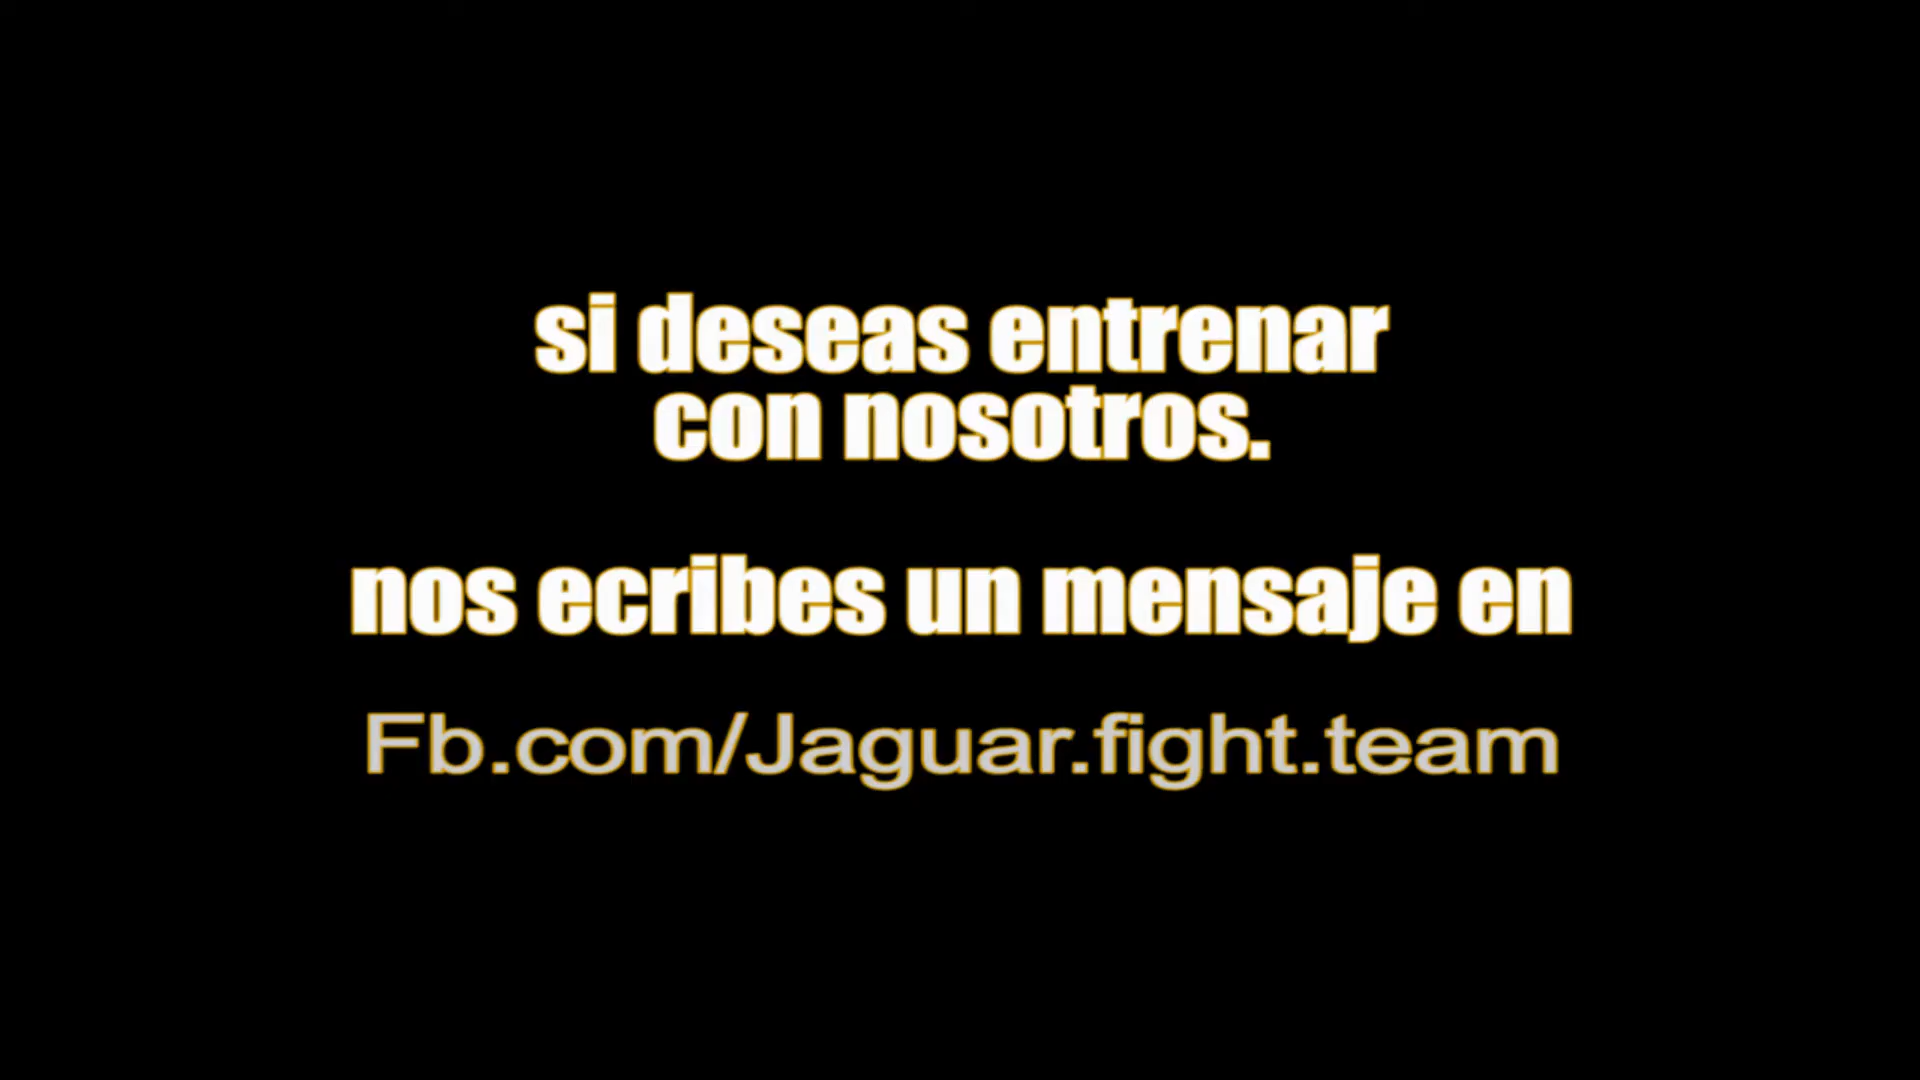 si deseas entrenar
con nosotros.
nos ecribes un mensaje en
Fb.com/Jaguar.fight.team